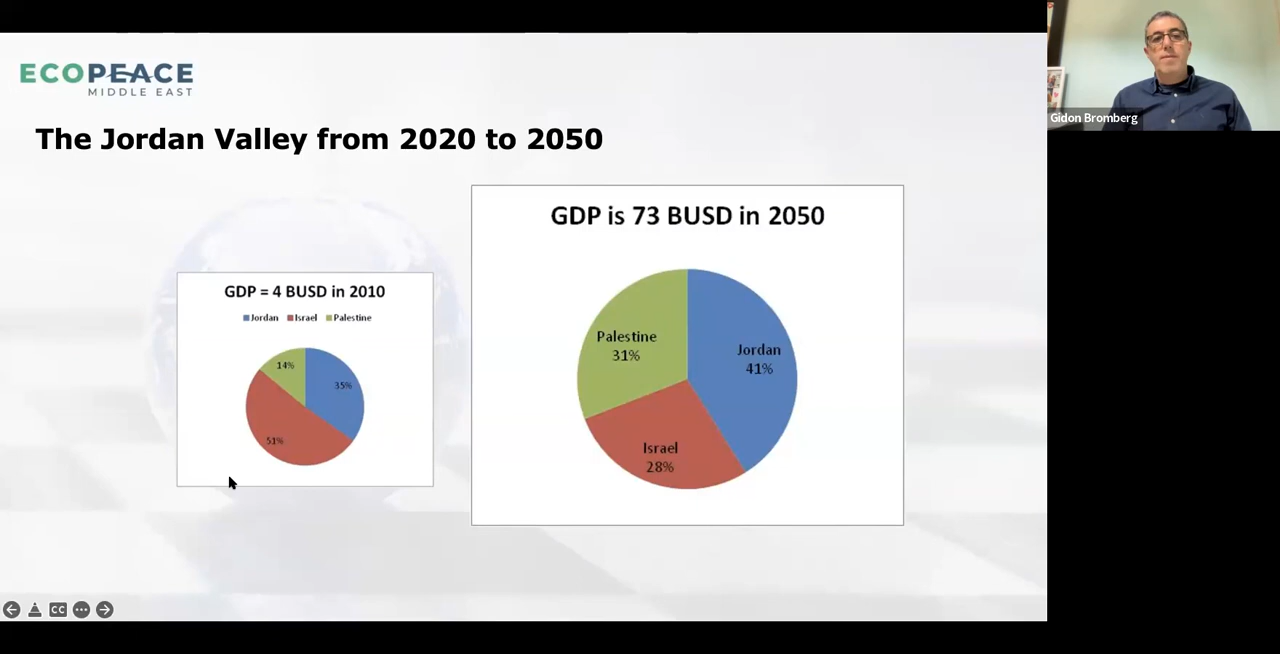 ECOPEACE
MIDDLE EAST
The Jordan Valley from 2020 to 2050
GDP = 4 BUSD in 2010
Jordan Israel Palestine
14%
35%
51%
GDP is 73 BUSD in 2050
Palestine
31%
Jordan
41%
Israel
28%
Gidon Bromberg
CC